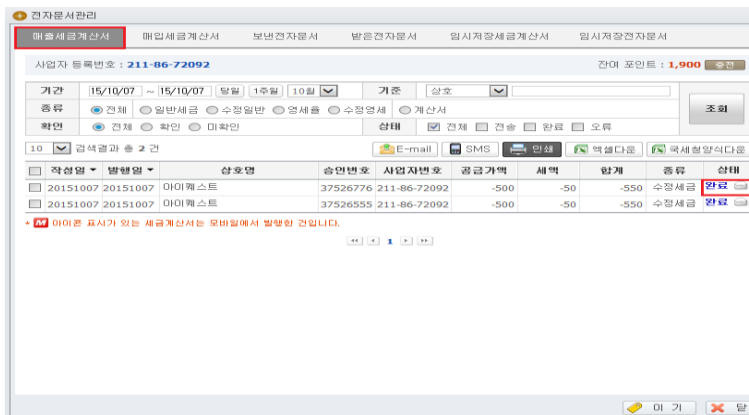 전자문서관리
매출세금계산서 매입세금계산서 보낸전자문서 받은전자문서 임시저장세금계산서 임시저장전자문서
사업자 등록번호 : 211-86-72092 잔여 포인트 : 1,900 충전
기간 15/10/07 ~ 15/10/07 당월 1주일 10월 기준 상호
종류 전체 일반세금 수정일반 영세율 수정영세 계산서 조회
확인 전체 확인 미확인 상태 전체 전송 완료 오류
10 검색결과 총 2 건 E-mail SMS 인쇄 엑셀다운 국세청양식다운
작성일 발행일 상호명 승인번호 사업자번호 공급가액 세액 합계 종류 상태
20151007 20151007 아이퀘스트 37526776 211-86-72092 -500 -50 -550 수정세금 완료
20151007 20151007 아이퀘스트 37526555 211-86-72092 -500 -50 -550 수정세금 완료
* M 아이콘 표시가 있는 세금계산서는 모바일에서 발행한 건입니다.
1
이 기